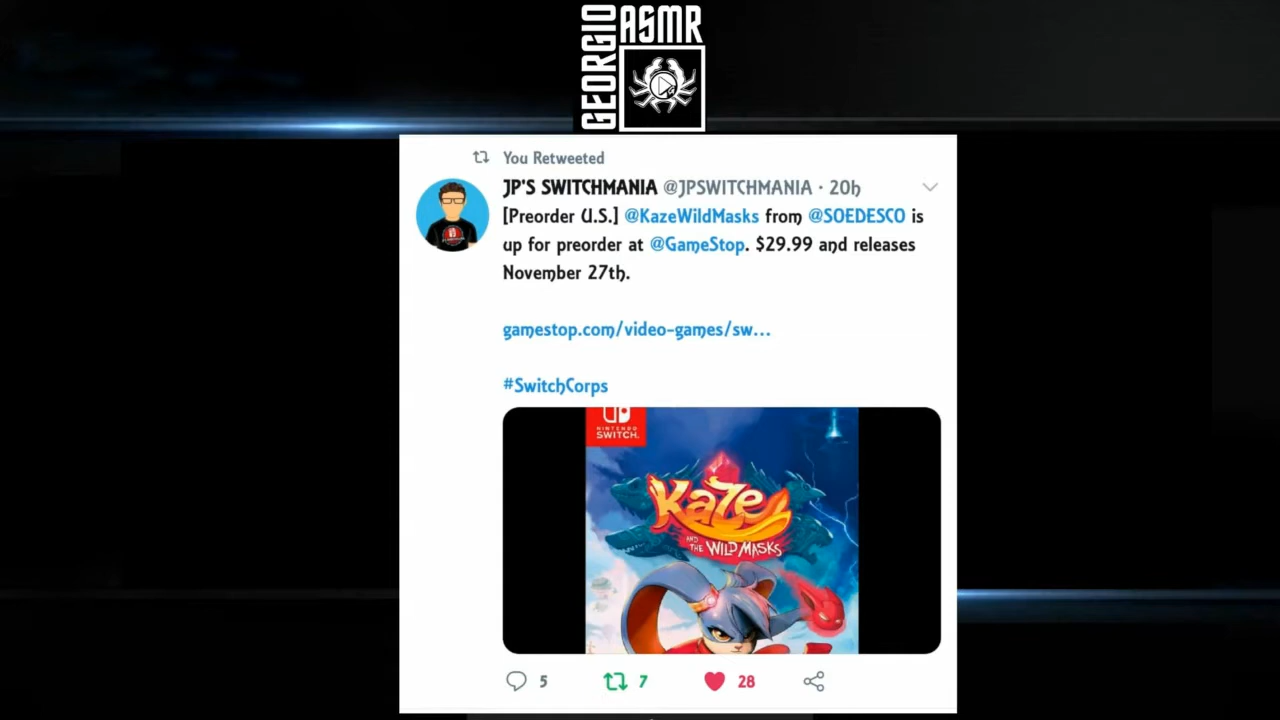 GEORGIO
ASMR
You Retweeted
JP'S SWITCHMANIA @JPSWITCHMANIA · 20h
[Preorder U.S.] @KazeWildMasks from @SOEDESCO is
up for preorder at @GameStop. $29.99 and releases
November 27th.
gamestop.com/video-games/sw...
#SwitchCorps
NINTENDO
SWITCH.
Kaze
AND
THE WILD MASKS
5 7 28